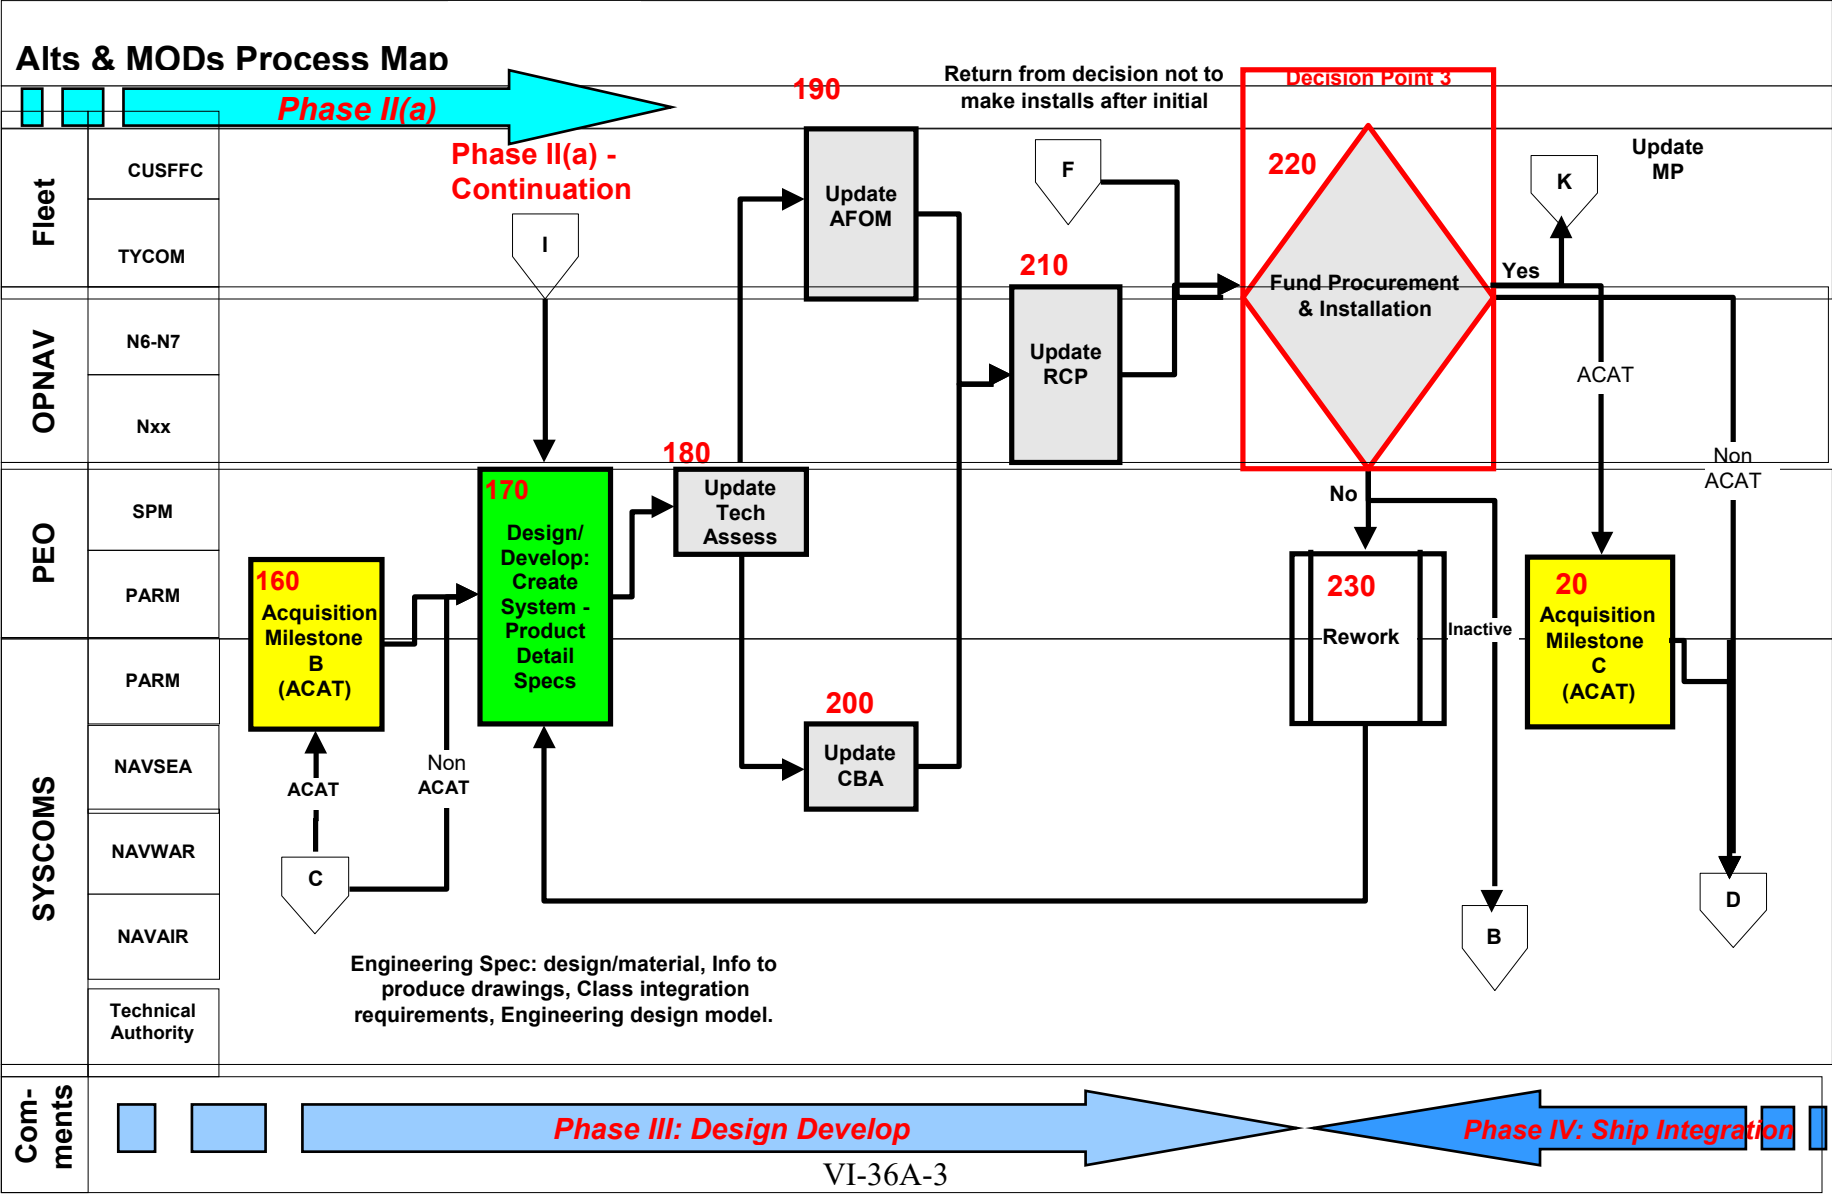 Alts & MODs Process Map
Phase II(a)
Phase II(a) -
Continuation
190
Return from decision not to
make installs after initial
Decision Point 3
Update
MP
Fleet
CUSFFC
TYCOM
I
Update
AFOM
F
220
K
210
Fund Procurement
& Installation
Yes
OPNAV
N6-N7
Nxx
Update
RCP
ACAT
Non
ACAT
PEO
SPM
PARM
160
Acquisition
Milestone
B
(ACAT)
170
Design/
Develop:
Create
System -
Product
Detail
Specs
180
Update
Tech
Assess
No
230
Rework
Inactive
20
Acquisition
Milestone
C
(ACAT)
SYSCOMS
PARM
NAVSEA
NAVWAR
NAVAIR
Technical
Authority
ACAT
Non
ACAT
C
200
Update
CBA
B
D
Engineering Spec: design/material, Info to
produce drawings, Class integration
requirements, Engineering design model.
Com-
ments
Phase III: Design Develop
Phase IV: Ship Integration
VI-36A-3